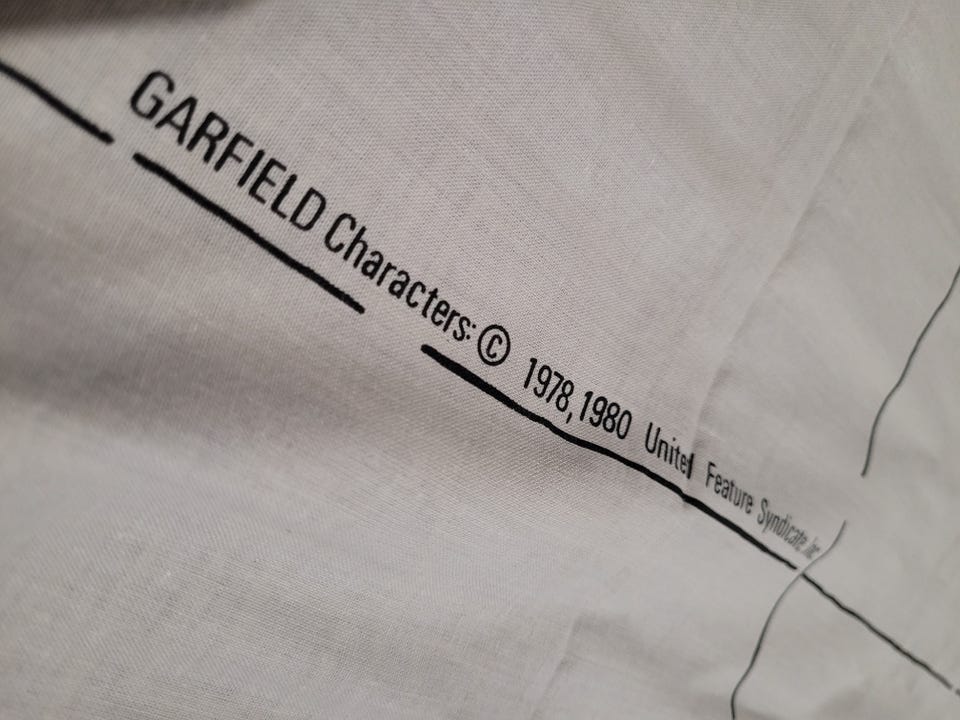 GARFIELD Characters: © 1978, 1980 United Feature Syndicate, Inc.